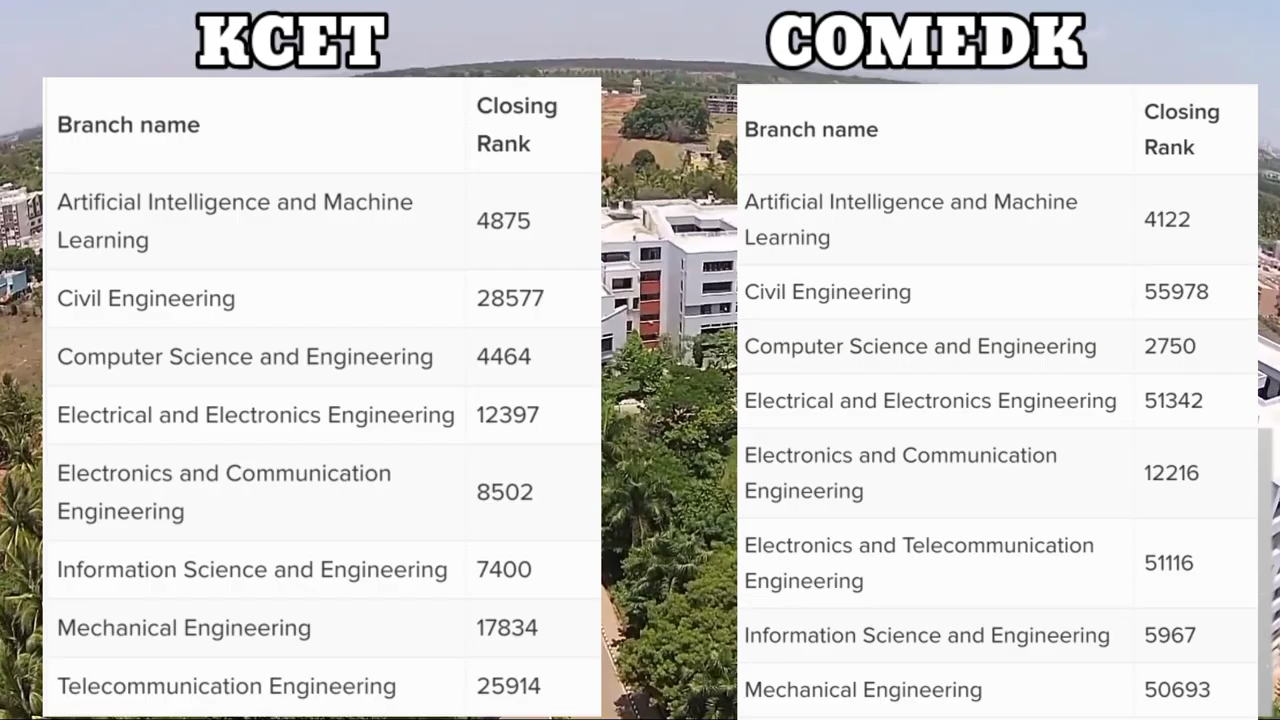 KCET
Branch name
Closing
Rank
Artificial Intelligence and Machine
Learning
4875
Civil Engineering
28577
Computer Science and Engineering
4464
Electrical and Electronics Engineering
12397
Electronics and Communication
Engineering
8502
Information Science and Engineering
7400
Mechanical Engineering
17834
Telecommunication Engineering
25914
COMEDK
Branch name
Closing
Rank
Artificial Intelligence and Machine
Learning
4122
Civil Engineering
55978
Computer Science and Engineering
2750
Electrical and Electronics Engineering
51342
Electronics and Communication
Engineering
12216
Electronics and Telecommunication
Engineering
51116
Information Science and Engineering
5967
Mechanical Engineering
50693